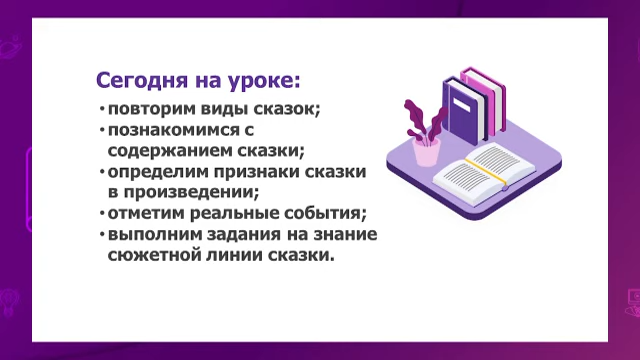 Сегодня на уроке:
• повторим виды сказок;
• познакомимся с
содержанием сказки;
• определим признаки сказки
в произведении;
• отметим реальные события;
• выполним задания на знание
сюжетной линии сказки.